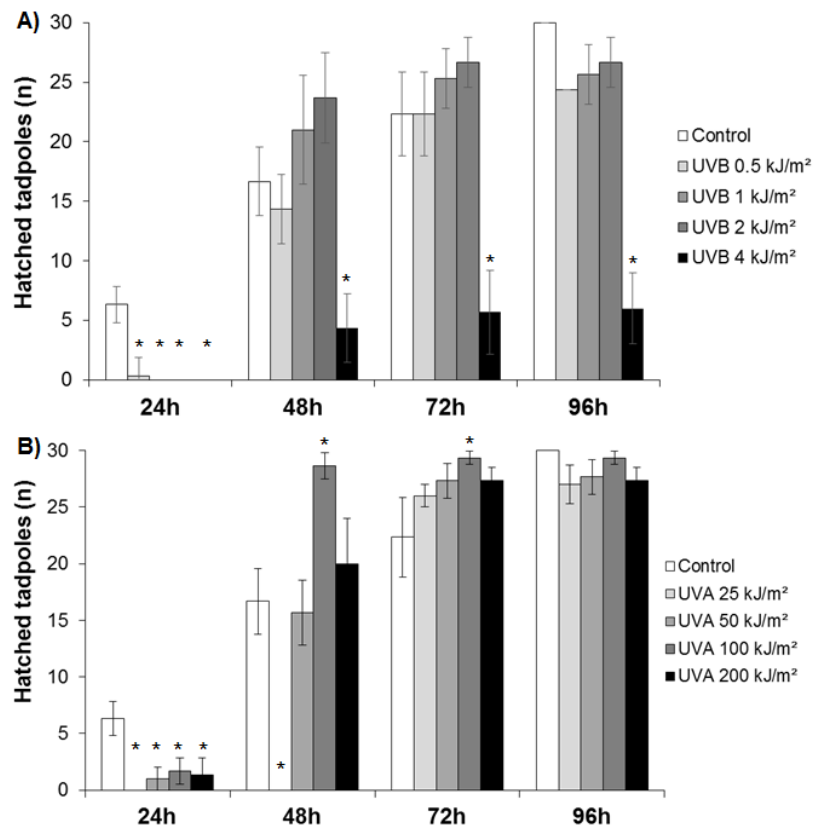 A)
Hatched tadpoles (n)
30
25
20
15
10
5
0
*
* * *
*
*
*
24h 48h 72h 96h
Control
UVB 0.5 kJ/m²
UVB 1 kJ/m²
UVB 2 kJ/m²
UVB 4 kJ/m²
B)
Hatched tadpoles (n)
30
25
20
15
10
5
0
* * * *
*
*
*
24h 48h 72h 96h
Control
UVA 25 kJ/m²
UVA 50 kJ/m²
UVA 100 kJ/m²
UVA 200 kJ/m²